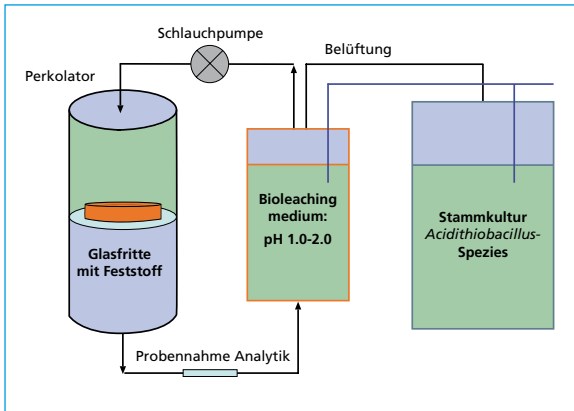 Schlauchpumpe
Belüftung
Perkolator
Bioleaching
medium:
pH 1.0-2.0
Stammkultur
Acidithiobacillus-
Spezies
Glasfritte
mit Feststoff
Probennahme Analytik